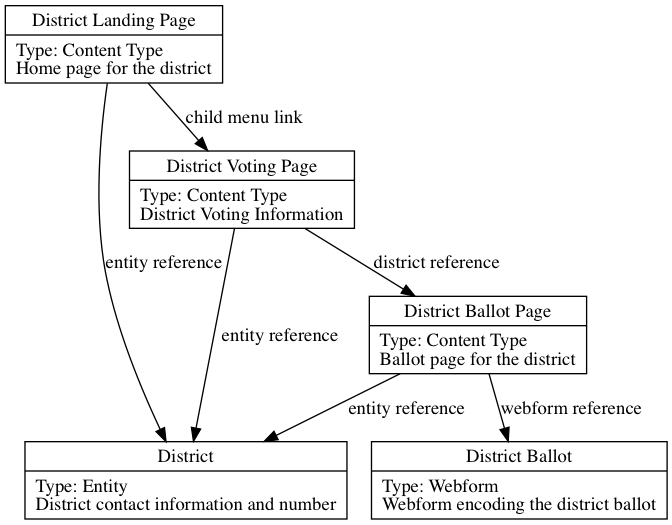 District Landing Page
Type: Content Type
Home page for the district
child menu link
District Voting Page
Type: Content Type
District Voting Information
entity reference
district reference
District Ballot Page
Type: Content Type
Ballot page for the district
entity reference
entity reference
webform reference
District
Type: Entity
District contact information and number
District Ballot
Type: Webform
Webform encoding the district ballot